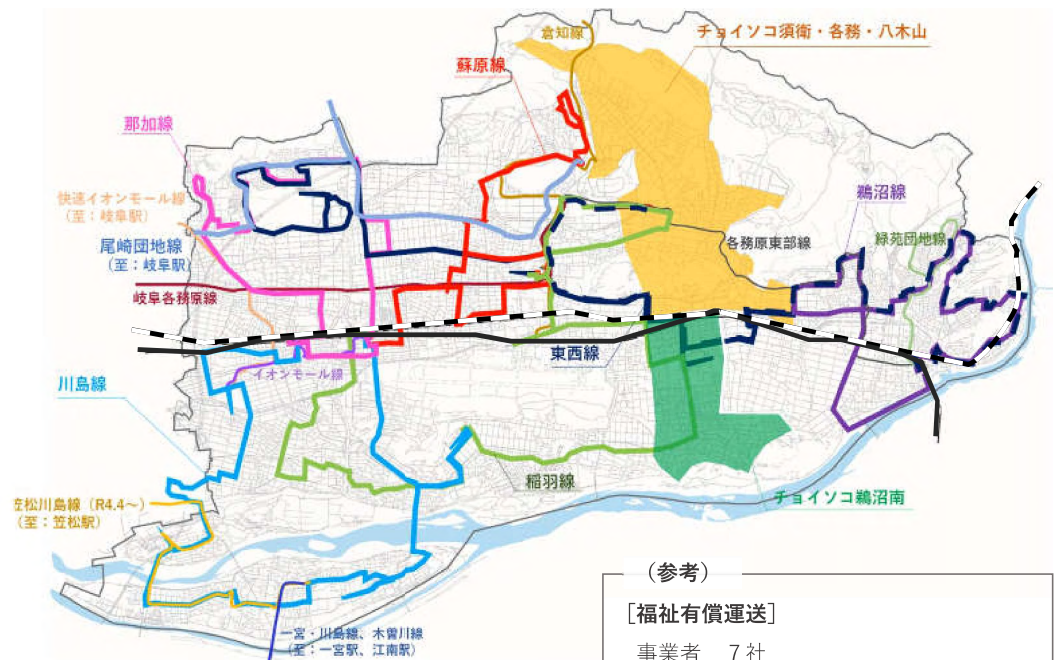 倉知線
チョイソコ須衛・各務・八木山
蘇原線
那加線
快速イオンモール線
(至：岐阜駅)
鵜沼線
尾崎団地線
(至：岐阜駅)
各務原東部線
緑苑団地線
岐阜各務原線
東西線
川島線
イオンモール線
稲羽線
笠松川島線（R4.4～）
(至：笠松駅)
チョイソコ鵜沼南
一宮・川島線、木曽川線
(至：一宮駅、江南駅)
（参考）
［福祉有償運送］
事業者　７社